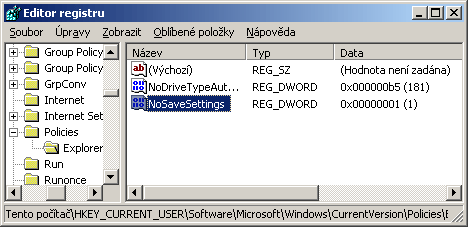 Editor registru
Soubor Úpravy Zobrazit Oblíbené položky Nápověda
Group Policy
Group Policy
GrpConv
Internet
Internet Set
Policies
Explorer
Run
Runonce
Název Typ Data
(Výchozí) REG_SZ (Hodnota není zadána)
NoDriveTypeAut... REG_DWORD 0x000000b5 (181)
NoSaveSettings REG_DWORD 0x00000001 (1)
Tento počítač\HKEY_CURRENT_USER\Software\Microsoft\Windows\CurrentVersion\Policies\E